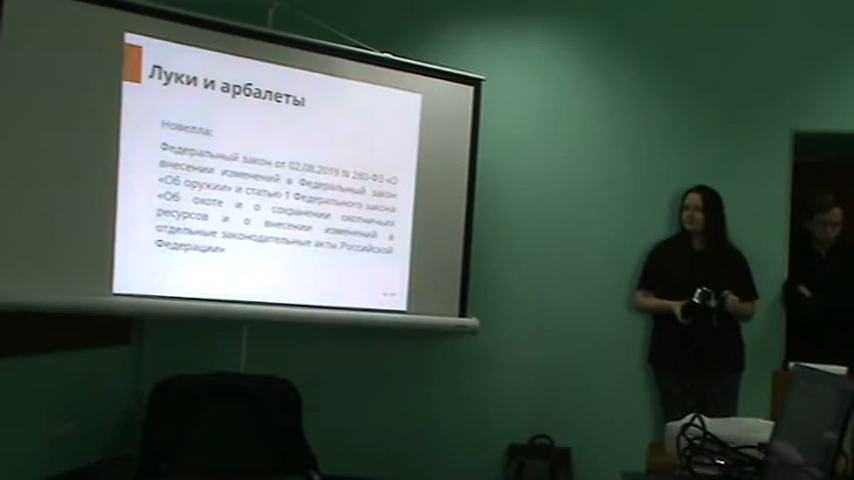 Луки и арбалеты
Новелла:
Федеральный закон от 02.08.2019 N 280-ФЗ «О
внесении изменений в Федеральный закон
«Об оружии» и статью 1 Федерального закона
«Об охоте и о сохранении охотничьих
ресурсов и о внесении изменений в
отдельные законодательные акты Российской
Федерации»